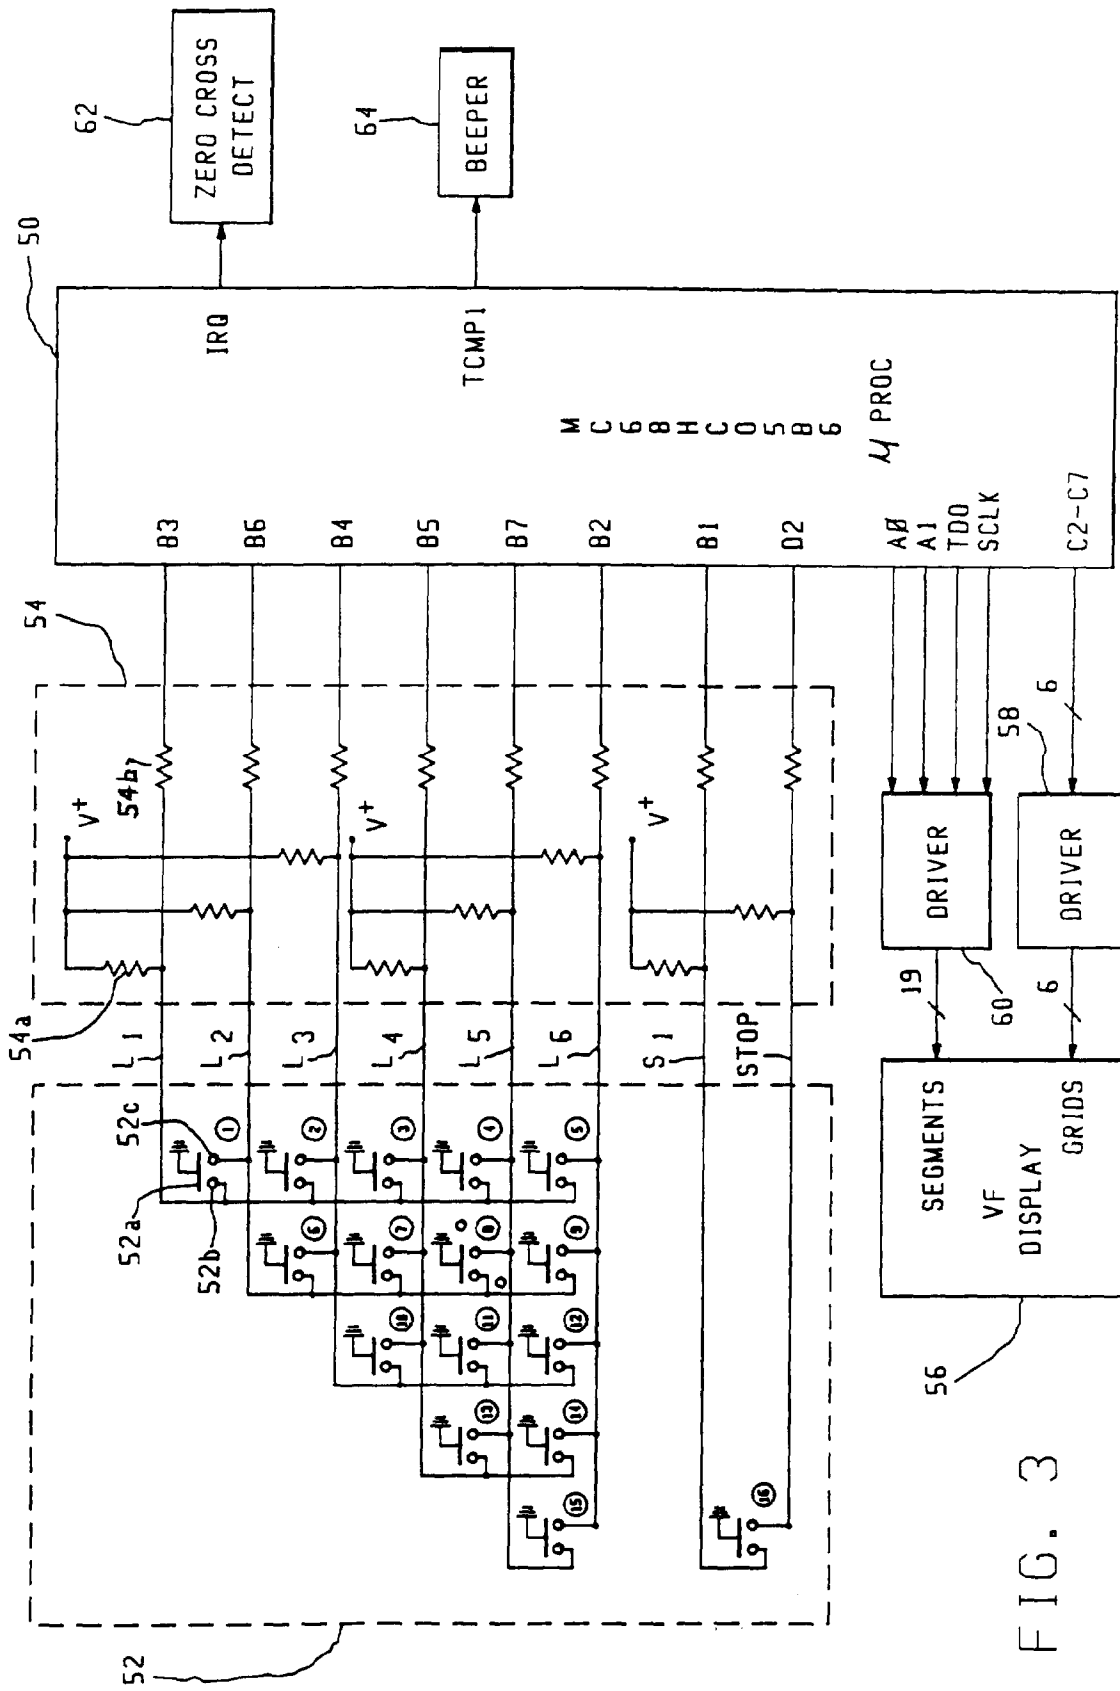 62
ZERO CROSS
DETECT
64
BEEPER
50
IRQ
TCMP1
MC68HC05B6
μ PROC
B3
B6
B4
B5
B7
B2
B1
D2
AØ
A1
TDO
SCLK
C2-C7
54
54b
V+
V+
V+
54a
L1
L2
L3
L4
L5
L6
S1
STOP
52c
52a
52b
1
2
3
4
5
6
7
8
9
10
11
12
13
14
15
16
52
6
58
DRIVER
DRIVER
19
60
6
SEGMENTS
VF
DISPLAY
GRIDS
56
FIG. 3